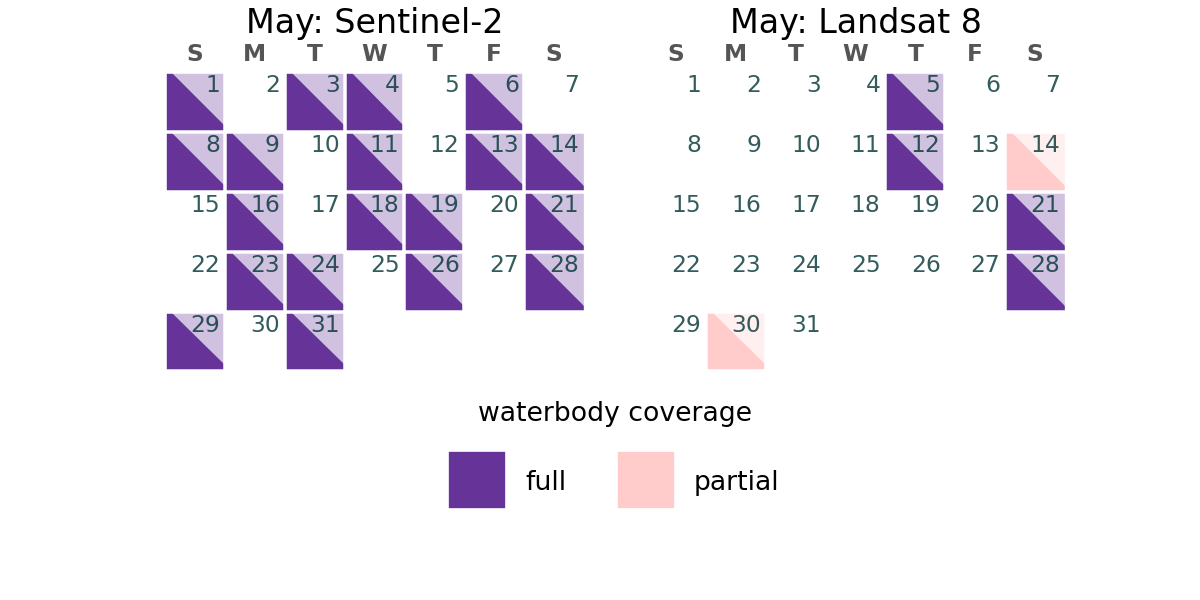 May: Sentinel-2
S M T W T F S
1 2 3 4 5 6 7
8 9 10 11 12 13 14
15 16 17 18 19 20 21
22 23 24 25 26 27 28
29 30 31
May: Landsat 8
S M T W T F S
1 2 3 4 5 6 7
8 9 10 11 12 13 14
15 16 17 18 19 20 21
22 23 24 25 26 27 28
29 30 31
waterbody coverage
full partial